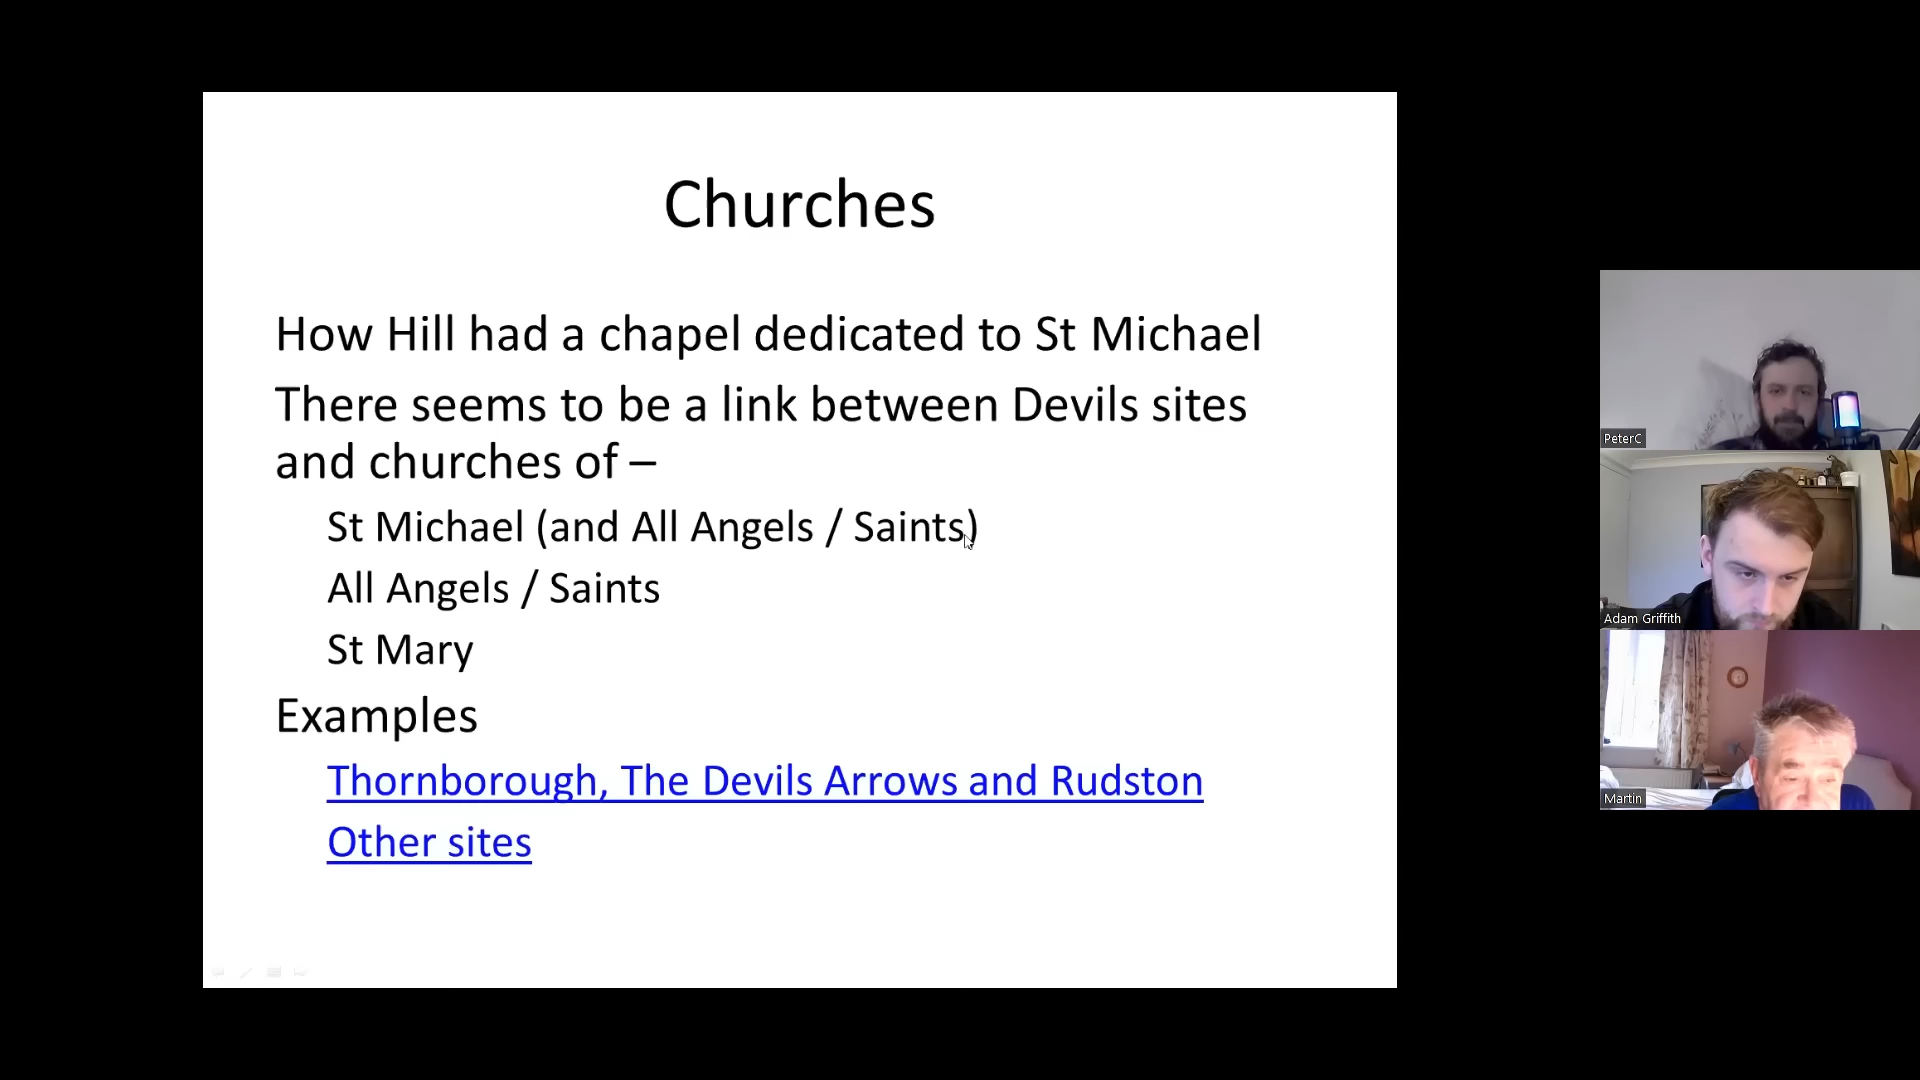 Churches
How Hill had a chapel dedicated to St Michael
There seems to be a link between Devils sites
and churches of –
St Michael (and All Angels / Saints)
All Angels / Saints
St Mary
Examples
Thornborough, The Devils Arrows and Rudston
Other sites
PeterC
Adam Griffith
Martin